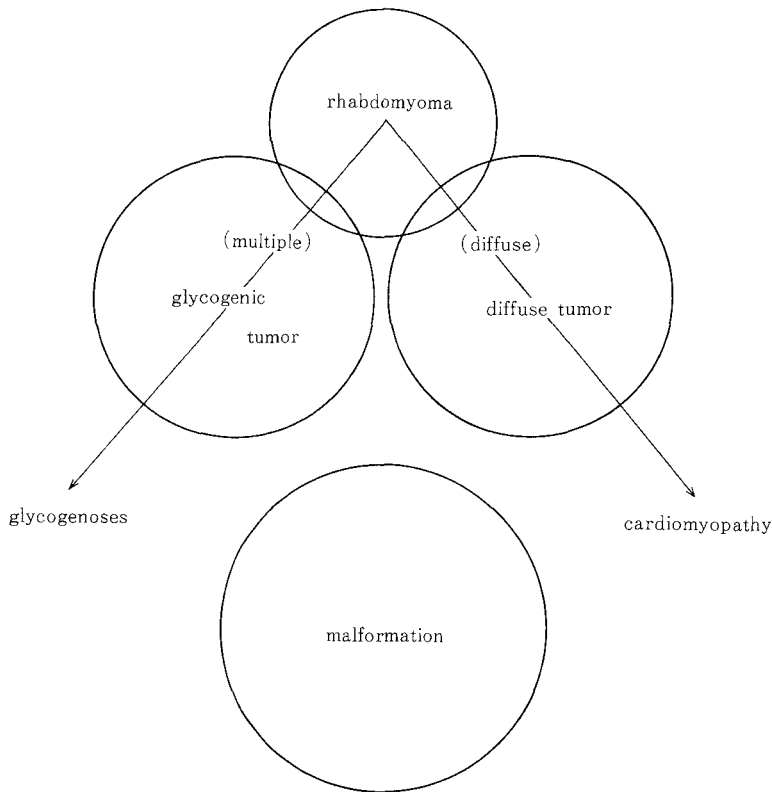 rhabdomyoma
(multiple)
(diffuse)
glycogenic
tumor
diffuse tumor
glycogenoses
cardiomyopathy
malformation